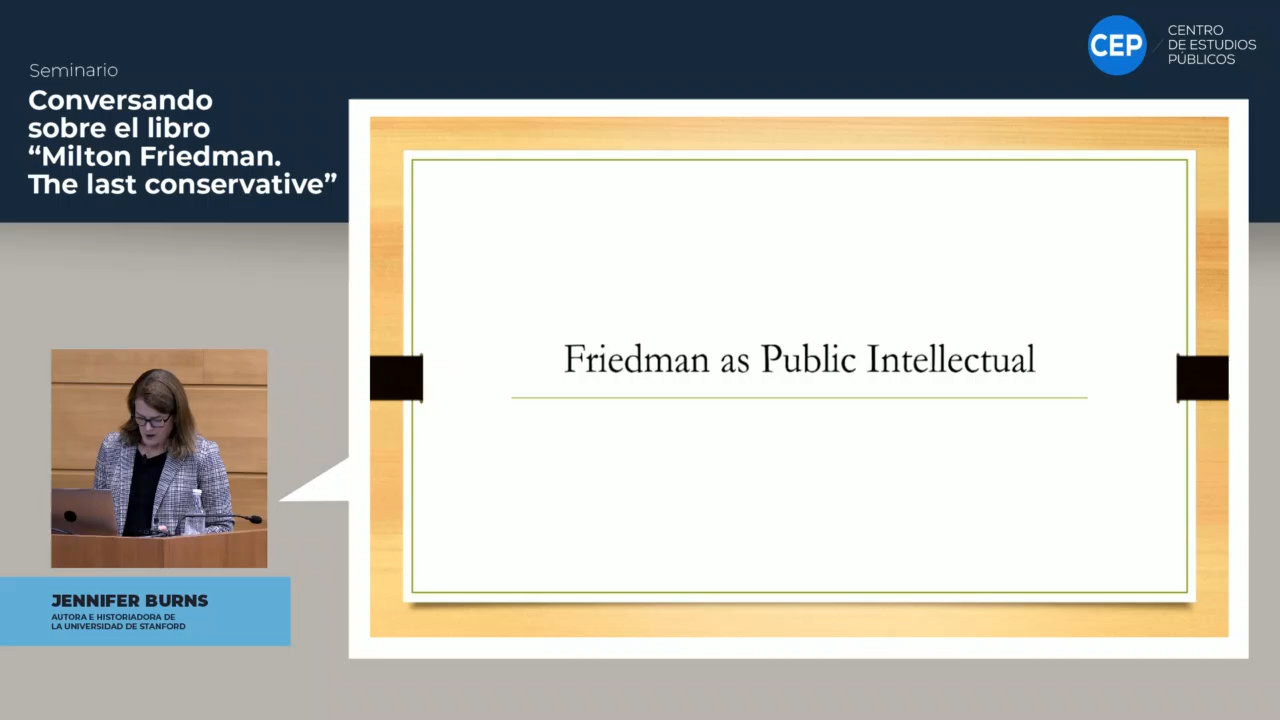 Seminario
Conversando
sobre el libro
“Milton Friedman.
The last conservative”
CEP
CENTRO
DE ESTUDIOS
PÚBLICOS
Friedman as Public Intellectual
JENNIFER BURNS
AUTORA E HISTORIADORA DE
LA UNIVERSIDAD DE STANFORD